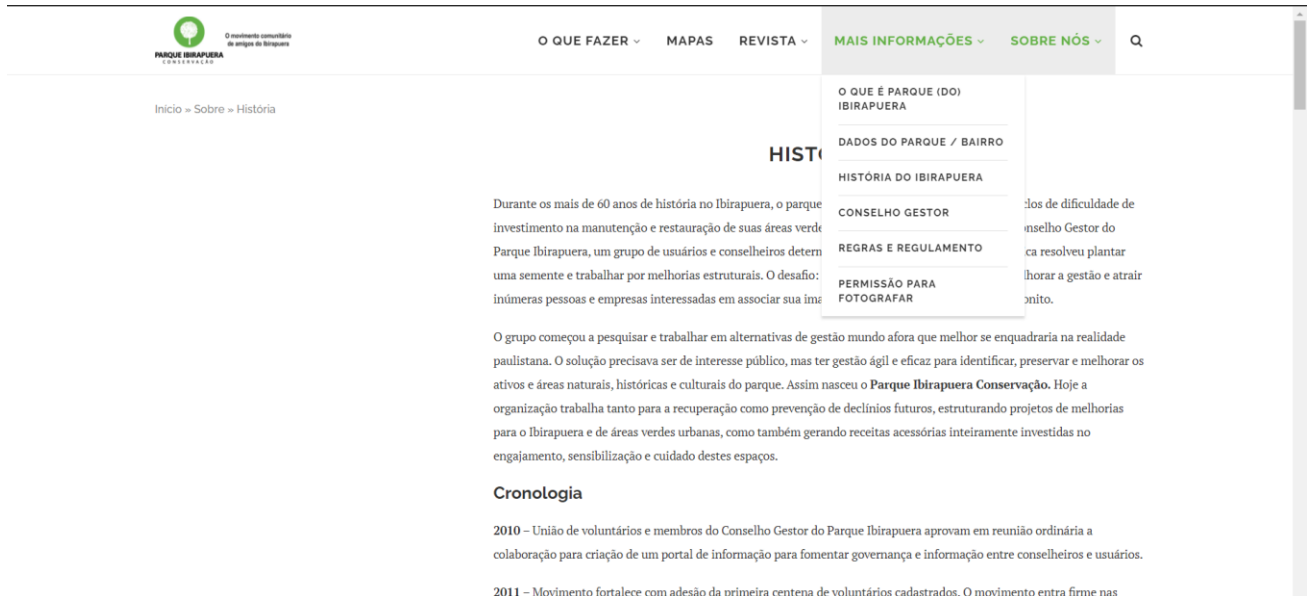 O movimento comunitário
de amigos do Ibirapuera
PARQUE IBIRAPUERA
CONSERVAÇÃO
O QUE FAZER
MAPAS
REVISTA
MAIS INFORMAÇÕES
SOBRE NÓS
O QUE É PARQUE (DO)
IBIRAPUERA
DADOS DO PARQUE / BAIRRO
HISTÓRIA DO IBIRAPUERA
CONSELHO GESTOR
REGRAS E REGULAMENTO
PERMISSÃO PARA
FOTOGRAFAR
Início » Sobre » História
Durante os mais de 60 anos de história no Ibirapuera, o parque de dificuldade de
investimento na manutenção e restauração de suas áreas Gestor do
Parque Ibirapuera, um grupo de usuários e conselheiros resolveu plantar
uma semente e trabalhar por melhorias estruturais. O desafio: a gestão e atrair
inúmeras pessoas e empresas interessadas em associar sua
O grupo começou a pesquisar e trabalhar em alternativas de gestão mundo afora que melhor se enquadraria na realidade
paulistana. O solução precisava ser de interesse público, mas ter gestão ágil e eficaz para identificar, preservar e melhorar os
ativos e áreas naturais, históricas e culturais do parque. Assim nasceu o Parque Ibirapuera Conservação. Hoje a
organização trabalha tanto para a recuperação como prevenção de declínios futuros, estruturando projetos de melhorias
para o Ibirapuera e de áreas verdes urbanas, como também gerando receitas acessórias inteiramente investidas no
engajamento, sensibilização e cuidado destes espaços.
Cronologia
2010 – União de voluntários e membros do Conselho Gestor do Parque Ibirapuera aprovam em reunião ordinária a
colaboração para criação de um portal de informação para fomentar governança e informação entre conselheiros e usuários.
2011 – Movimento fortalece com adesão da primeira centena de voluntários cadastrados. O movimento entra firme nas